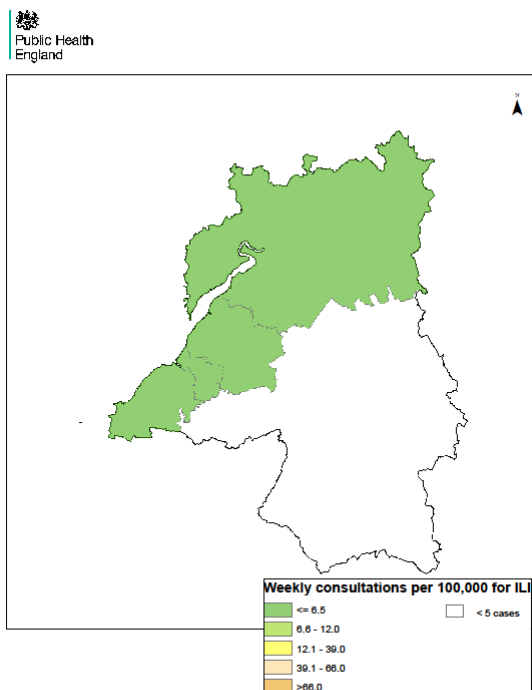 Public Health
England
N
Weekly consultations per 100,000 for ILI
<= 6.5
< 5 cases
6.6 - 12.0
12.1 - 39.0
39.1 - 66.0
>66.0